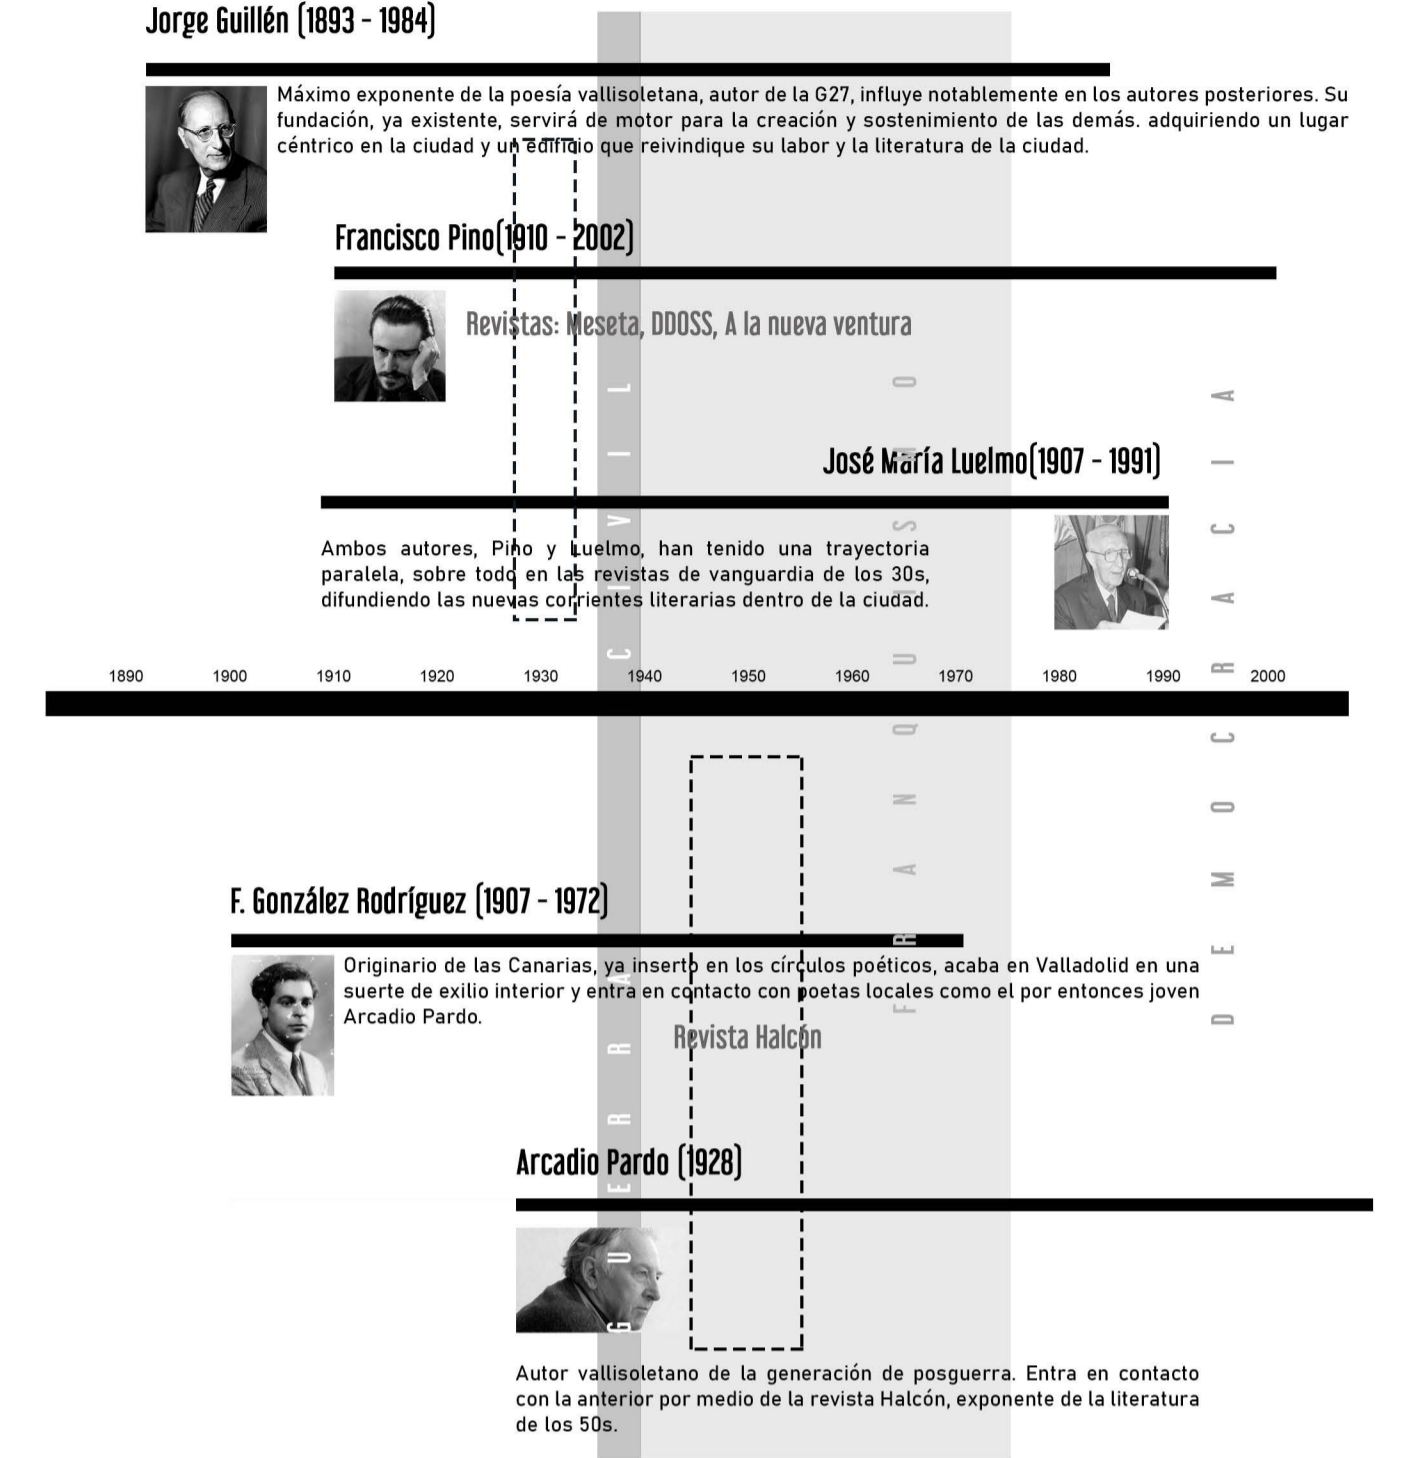 Jorge Guillén (1893 - 1984)
Máximo exponente de la poesía vallisoletana, autor de la G27, influye notablemente en los autores posteriores. Su
fundación, ya existente, servirá de motor para la creación y sostenimiento de las demás. adquiriendo un lugar
céntrico en la ciudad y un edificio que reivindique su labor y la literatura de la ciudad.
Francisco Pino(1910 - 2002)
Revistas: Meseta, DDOSS, A la nueva ventura
José María Luelmo(1907 - 1991)
Ambos autores, Pino y Luelmo, han tenido una trayectoria
paralela, sobre todo en las revistas de vanguardia de los 30s,
difundiendo las nuevas corrientes literarias dentro de la ciudad.
1890 1900 1910 1920 1930 1940 1950 1960 1970 1980 1990 2000
F. González Rodríguez (1907 - 1972)
Originario de las Canarias, ya inserto en los círculos poéticos, acaba en Valladolid en una
suerte de exilio interior y entra en contacto con poetas locales como el por entonces joven
Arcadio Pardo.
Revista Halcón
Arcadio Pardo (1928)
Autor vallisoletano de la generación de posguerra. Entra en contacto
con la anterior por medio de la revista Halcón, exponente de la literatura
de los 50s.
GUERRA CIVIL
FRANQUISMO
DEMOCRACIA